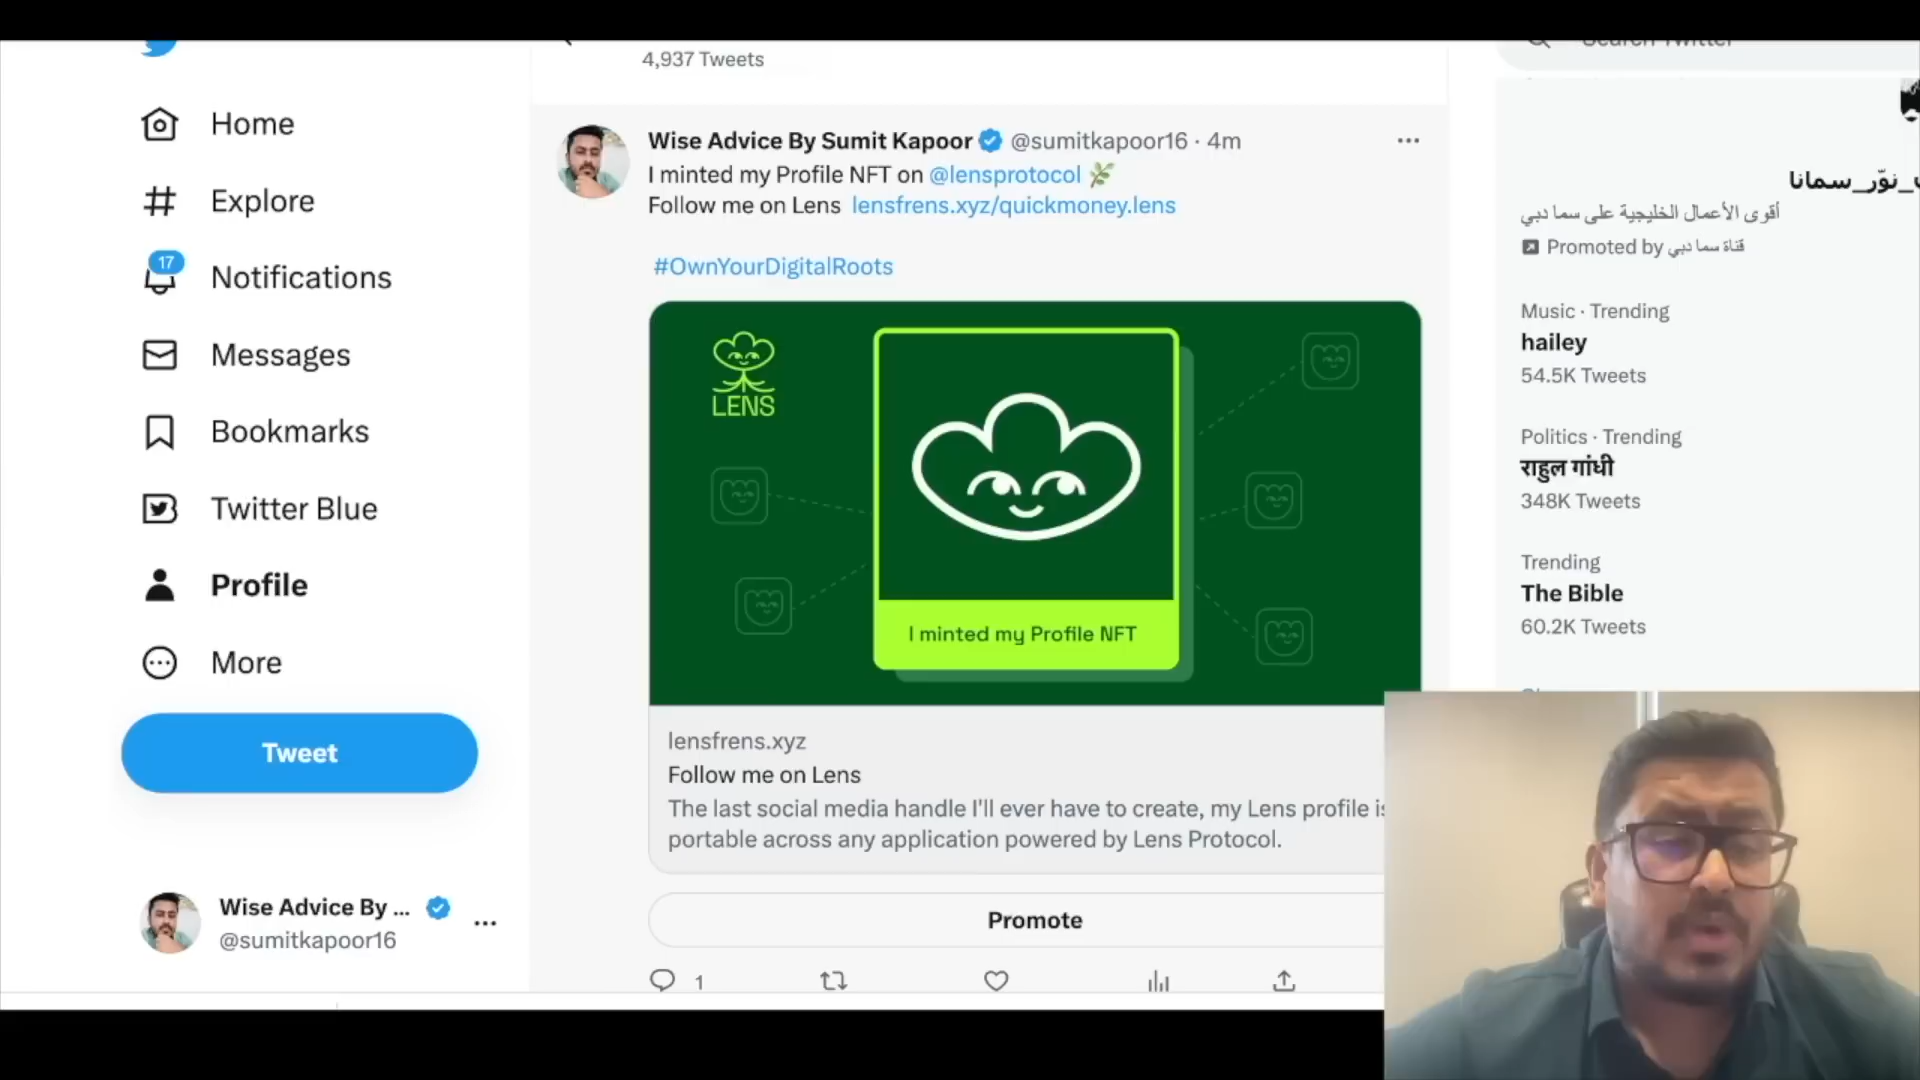 4,937 Tweets
Search Twitter
Home
Explore
17
Notifications
Messages
Bookmarks
Twitter Blue
Profile
More
Tweet
Wise Advice By ...
@sumitkapoor16
Wise Advice By Sumit Kapoor @sumitkapoor16 · 4m
I minted my Profile NFT on @lensprotocol 🌿
Follow me on Lens lensfrens.xyz/quickmoney.lens
#OwnYourDigitalRoots
LENS
I minted my Profile NFT
lensfrens.xyz
Follow me on Lens
The last social media handle I'll ever have to create, my Lens profile is
portable across any application powered by Lens Protocol.
Promote
1
_نوّر_سمانا
أقوى الأعمال الخليجية على سما دبي
Promoted by قناة سما دبي
Music · Trending
hailey
54.5K Tweets
Politics · Trending
राहुल गांधी
348K Tweets
Trending
The Bible
60.2K Tweets